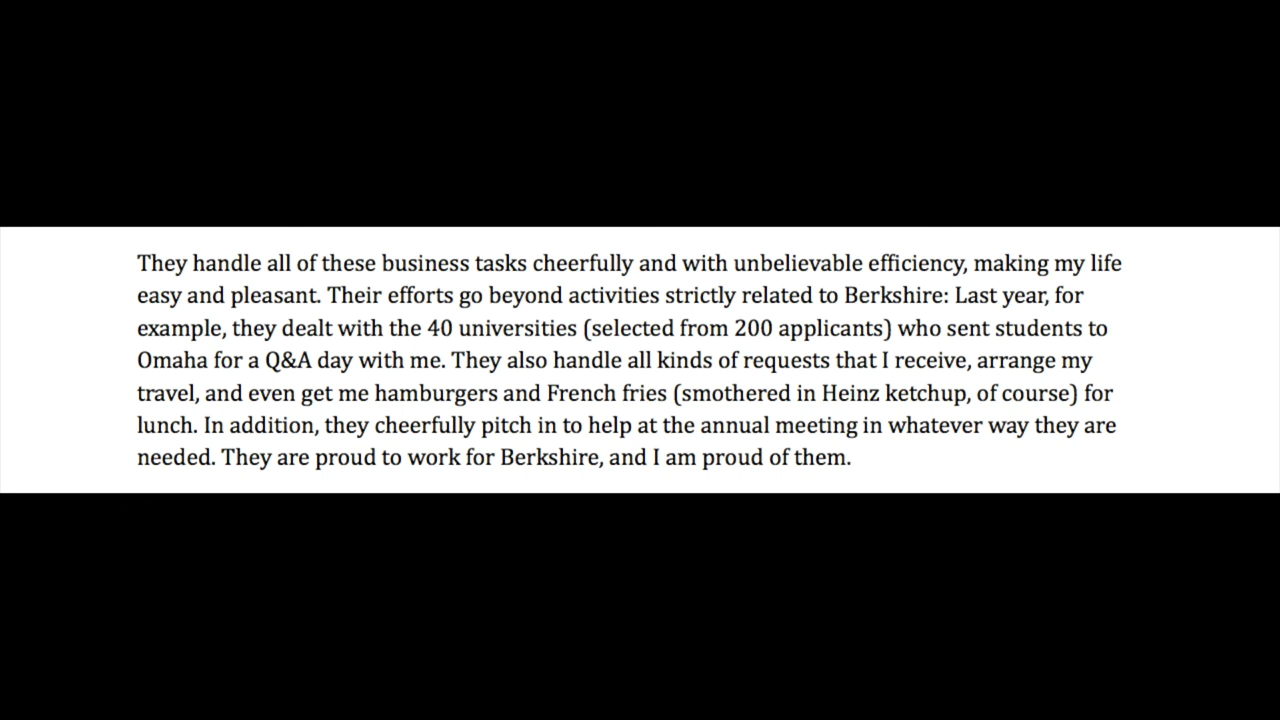 They handle all of these business tasks cheerfully and with unbelievable efficiency, making my life
easy and pleasant. Their efforts go beyond activities strictly related to Berkshire: Last year, for
example, they dealt with the 40 universities (selected from 200 applicants) who sent students to
Omaha for a Q&A day with me. They also handle all kinds of requests that I receive, arrange my
travel, and even get me hamburgers and French fries (smothered in Heinz ketchup, of course) for
lunch. In addition, they cheerfully pitch in to help at the annual meeting in whatever way they are
needed. They are proud to work for Berkshire, and I am proud of them.